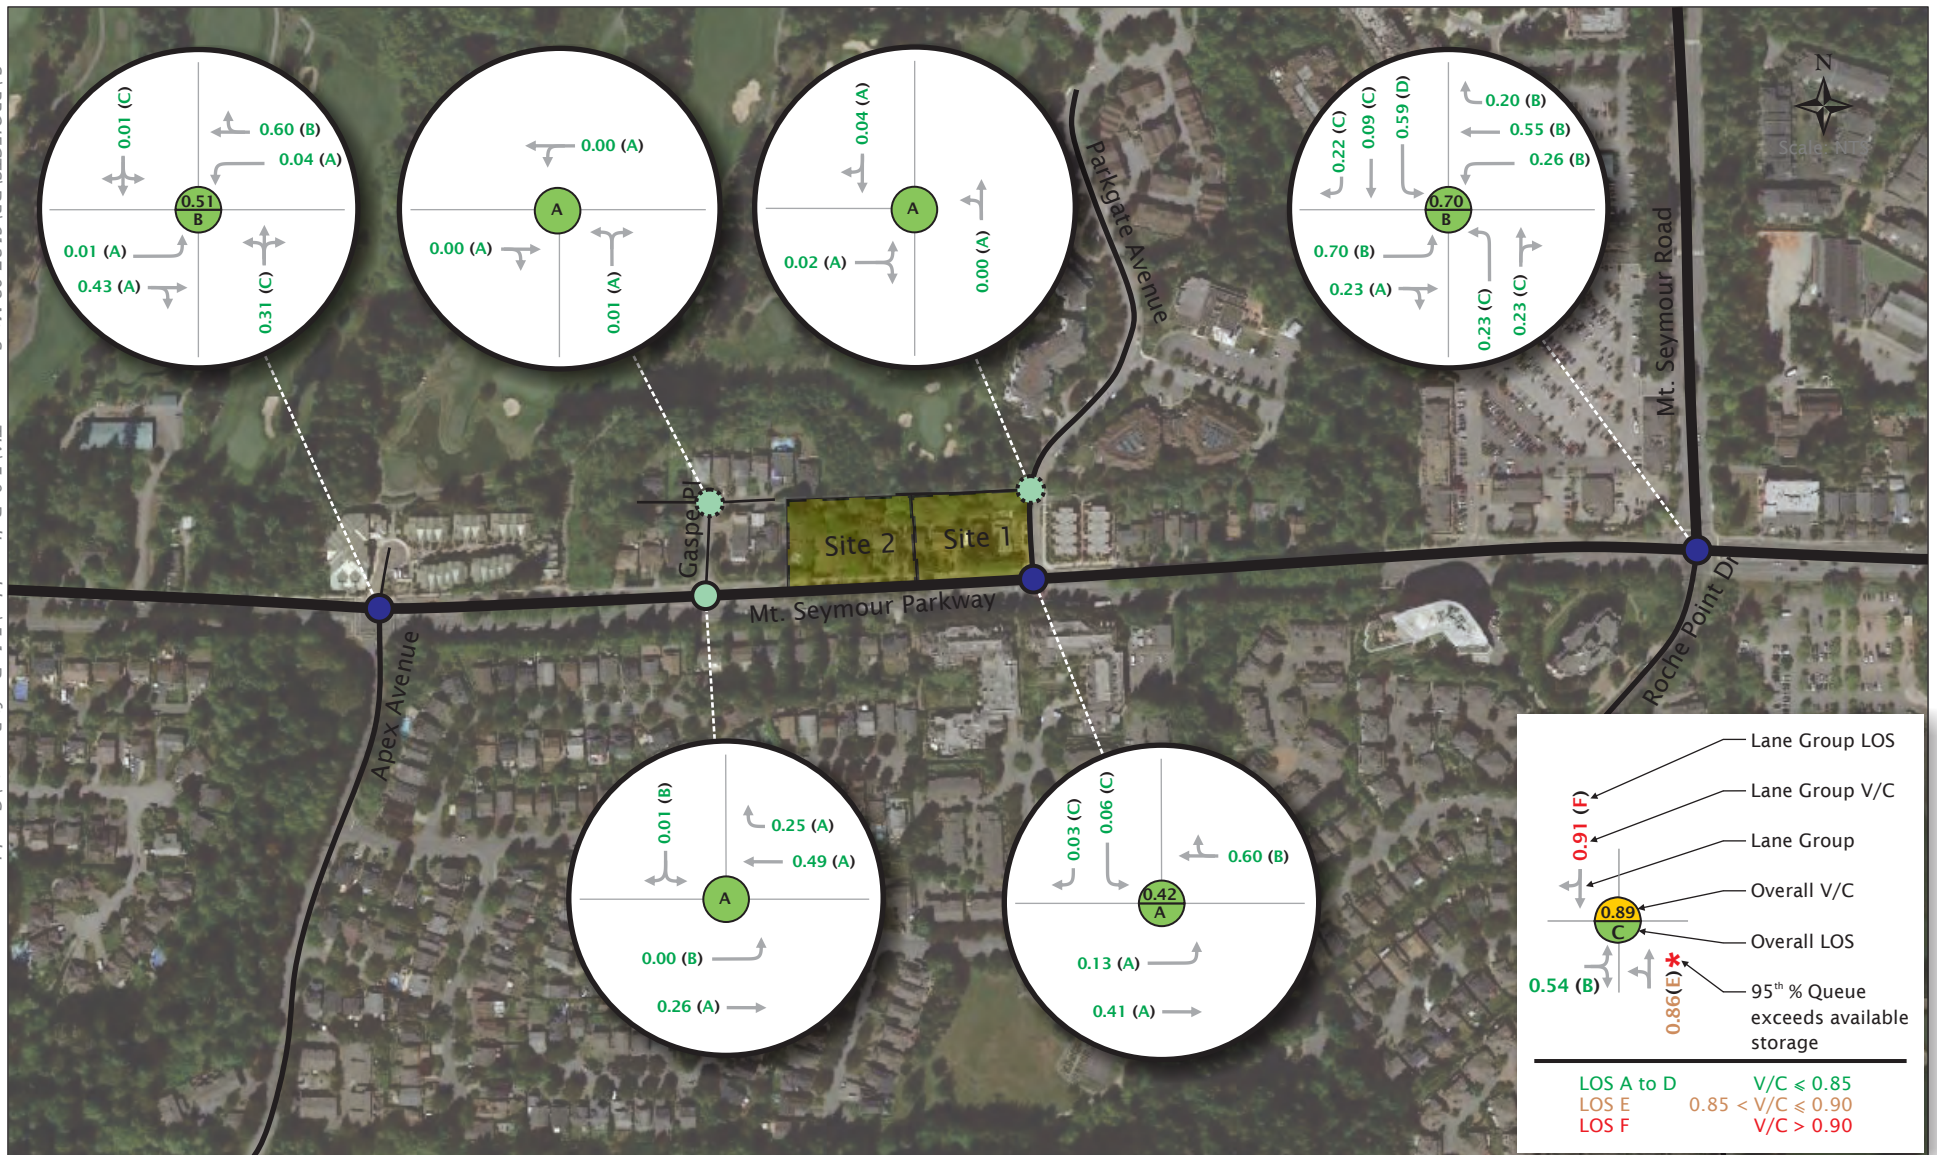 0.01 (C)
0.60 (B)
0.04 (A)
0.51
B
0.01 (A)
0.43 (A)
0.31 (C)
0.00 (A)
A
0.00 (A)
0.01 (A)
0.04 (A)
A
0.02 (A)
0.00 (A)
0.22 (C)
0.09 (C)
0.59 (D)
0.20 (B)
0.55 (B)
0.26 (B)
0.70
B
0.70 (B)
0.23 (A)
0.23 (C)
0.23 (C)
N
Parkgate Avenue
Mt. Seymour Road
Gaspe Pl
Site 2
Site 1
Mt. Seymour Parkway
Apex Avenue
Roche Point Dr
0.01 (B)
0.25 (A)
0.49 (A)
A
0.00 (B)
0.26 (A)
0.03 (C)
0.06 (C)
0.60 (B)
0.42
A
0.13 (A)
0.41 (A)
Lane Group LOS
Lane Group V/C
Lane Group
Overall V/C
Overall LOS
0.91 (F)
0.89
C
0.54 (B)
0.86(E)*
95th % Queue
exceeds available
storage
LOS A to D V/C ⩽ 0.85
LOS E 0.85 < V/C ⩽ 0.90
LOS F V/C > 0.90